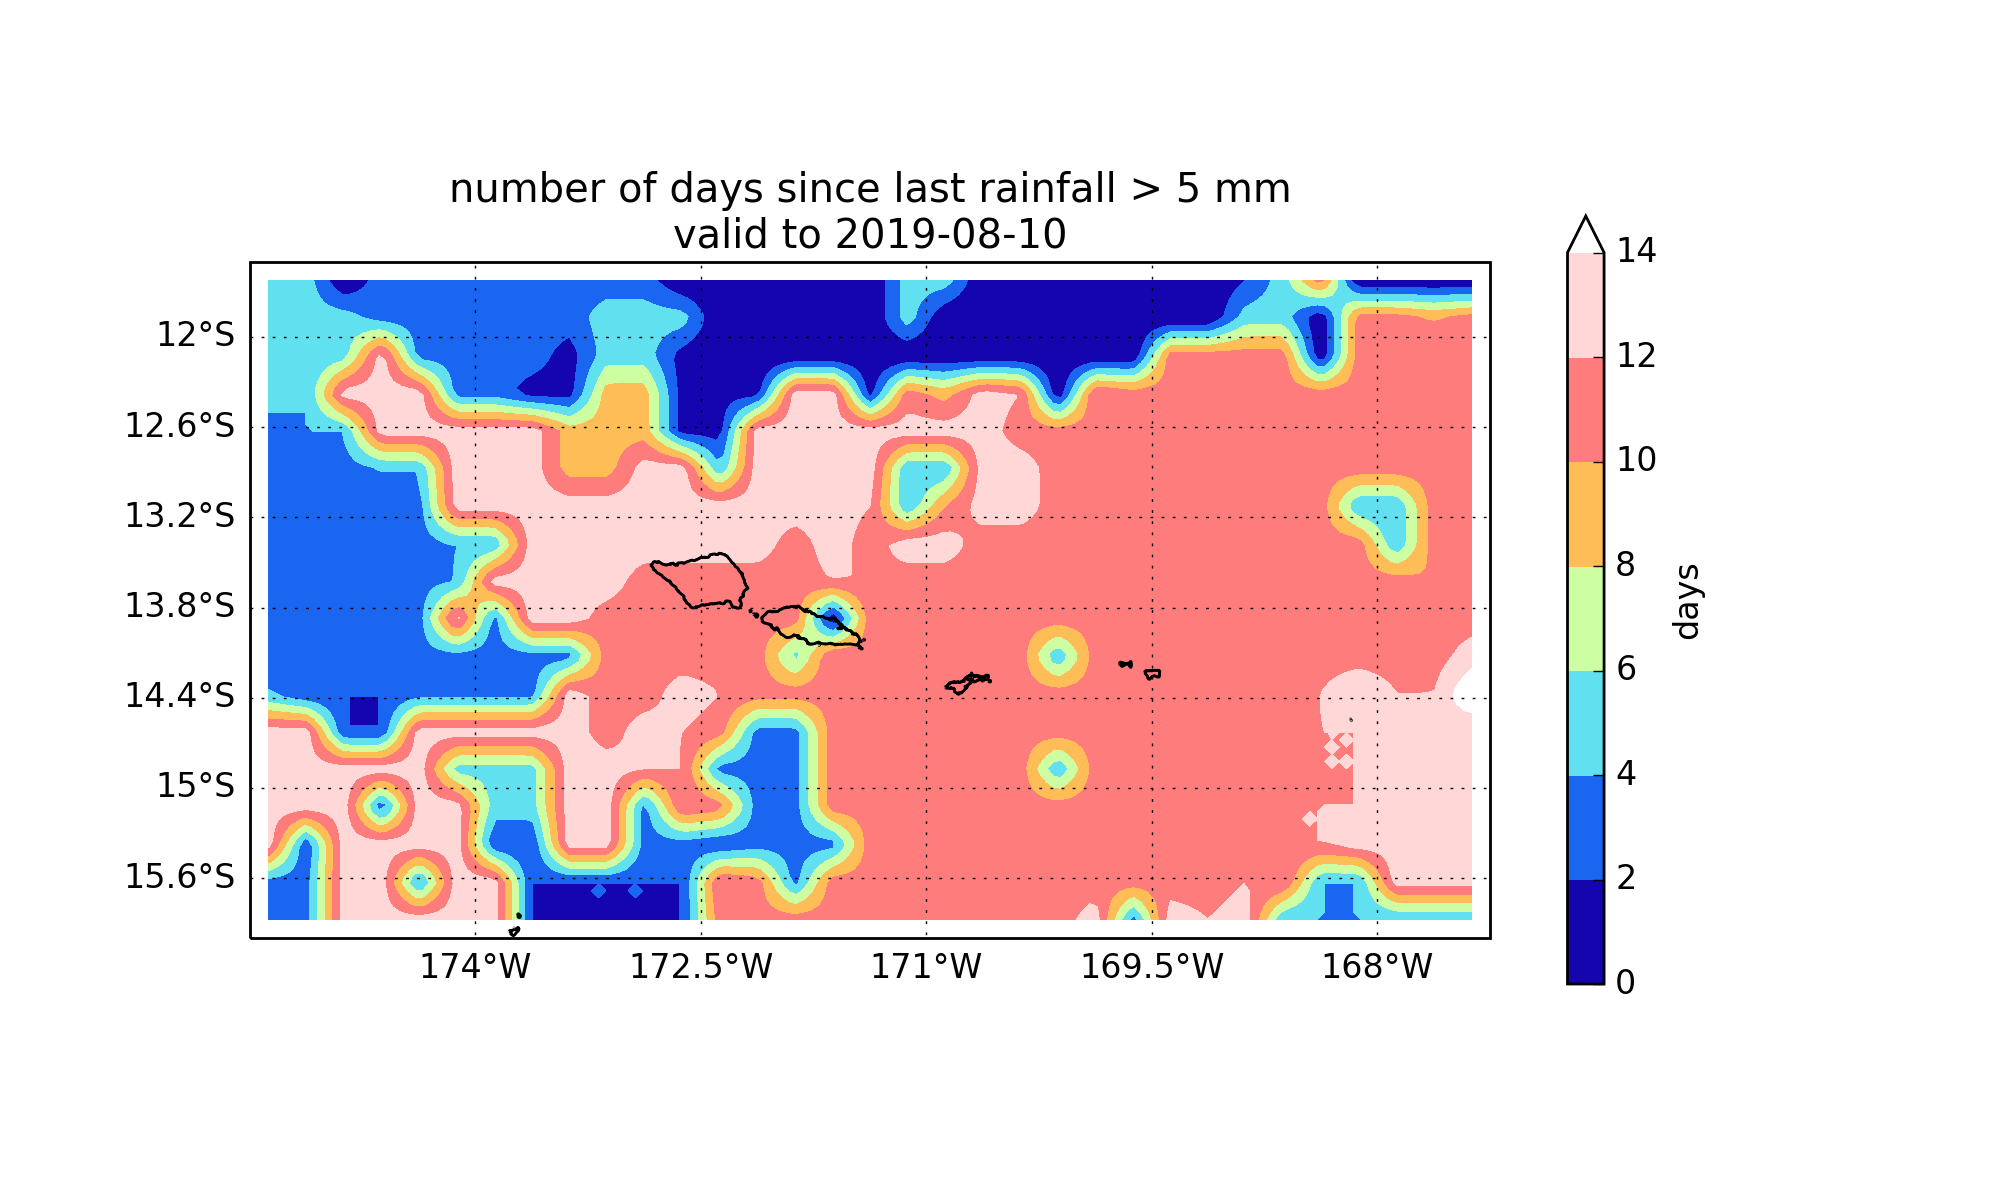 number of days since last rainfall > 5 mm
valid to 2019-08-10
12°S
12.6°S
13.2°S
13.8°S
14.4°S
15°S
15.6°S
174°W
172.5°W
171°W
169.5°W
168°W
14
12
10
8
6
4
2
0
days